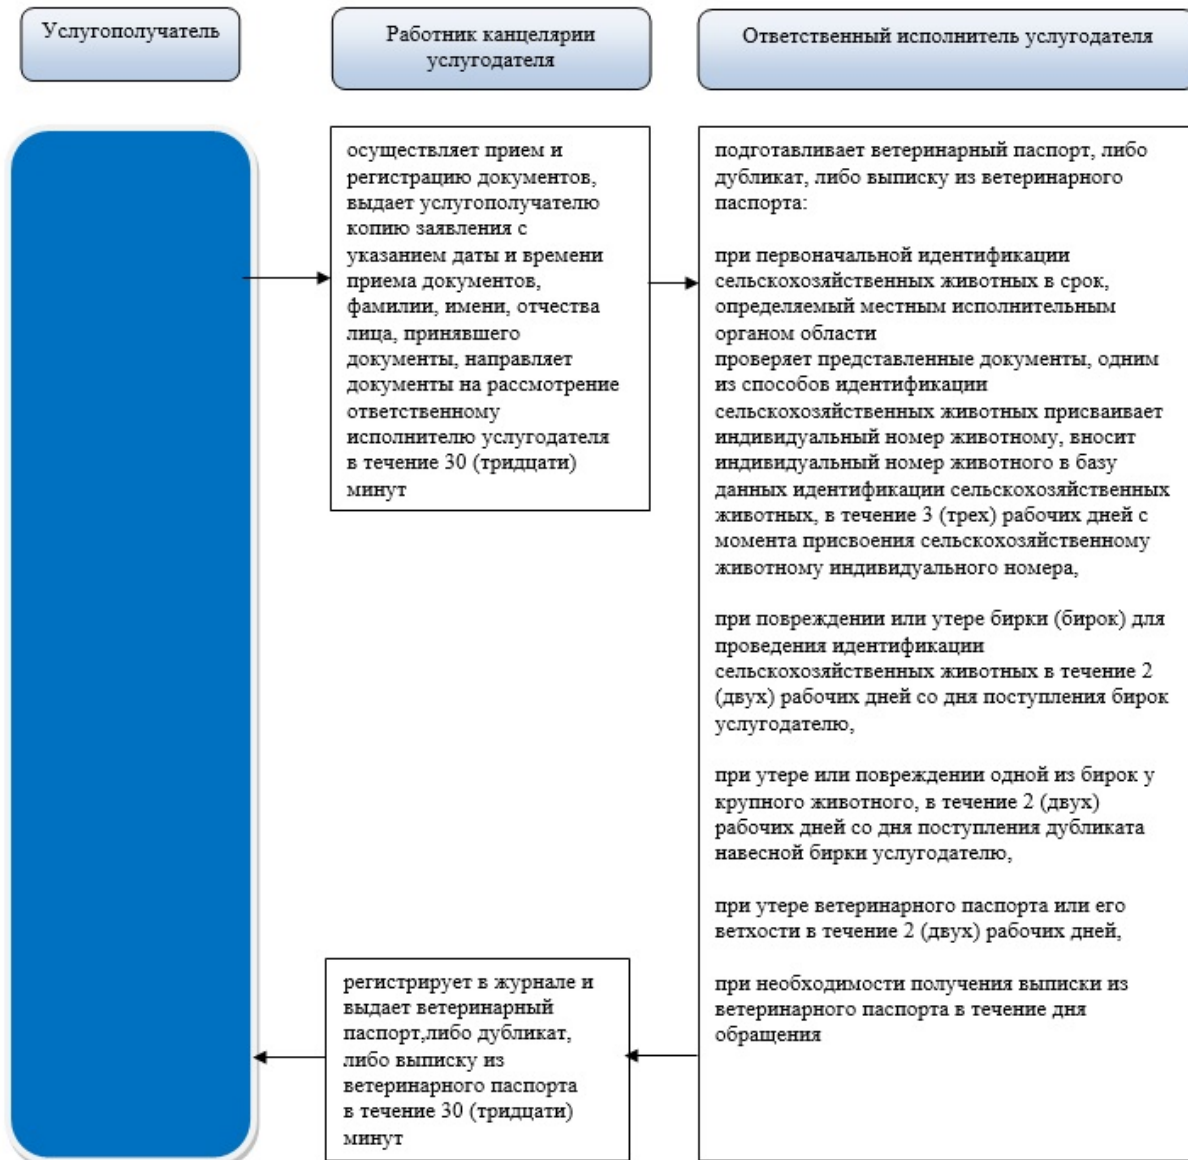 Услугополучатель
Работник канцелярии
услугодателя
Ответственный исполнитель услугодателя
осуществляет прием и
регистрацию документов,
выдает услугополучателю
копию заявления с
указанием даты и времени
приема документов,
фамилии, имени, отчества
лица, принявшего
документы, направляет
документы на рассмотрение
ответственному
исполнителю услугодателя
в течение 30 (тридцати)
минут
подготавливает ветеринарный паспорт, либо
дубликат, либо выписку из ветеринарного
паспорта:
при первоначальной идентификации
сельскохозяйственных животных в срок,
определяемый местным исполнительным
органом области
проверяет представленные документы, одним
из способов идентификации
сельскохозяйственных животных присваивает
индивидуальный номер животному, вносит
индивидуальный номер животного в базу
данных идентификации сельскохозяйственных
животных, в течение 3 (трех) рабочих дней с
момента присвоения сельскохозяйственному
животному индивидуального номера,
при повреждении или утере бирки (бирок) для
проведения идентификации
сельскохозяйственных животных в течение 2
(двух) рабочих дней со дня поступления бирок
услугодателю,
при утере или повреждении одной из бирок у
крупного животного, в течение 2 (двух)
рабочих дней со дня поступления дубликата
навесной бирки услугодателю,
при утере ветеринарного паспорта или его
ветхости в течение 2 (двух) рабочих дней,
при необходимости получения выписки из
ветеринарного паспорта в течение дня
обращения
регистрирует в журнале и
выдает ветеринарный
паспорт,либо дубликат,
либо выписку из
ветеринарного паспорта
в течение 30 (тридцати)
минут